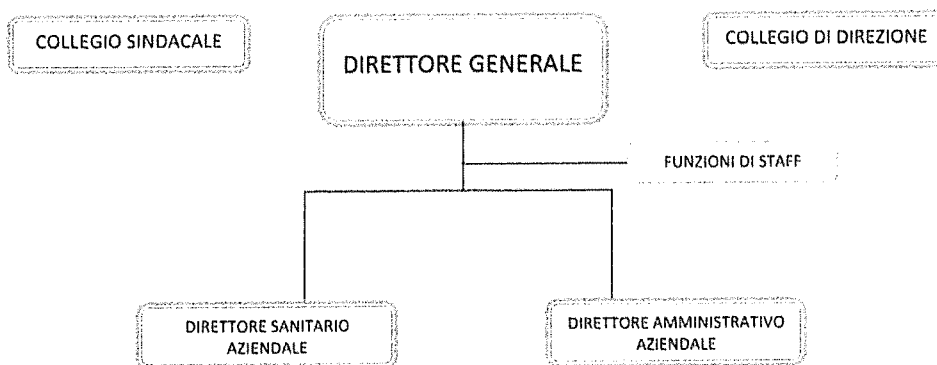 COLLEGIO SINDACALE
DIRETTORE GENERALE
COLLEGIO DI DIREZIONE
FUNZIONI DI STAFF
DIRETTORE SANITARIO
AZIENDALE
DIRETTORE AMMINISTRATIVO
AZIENDALE